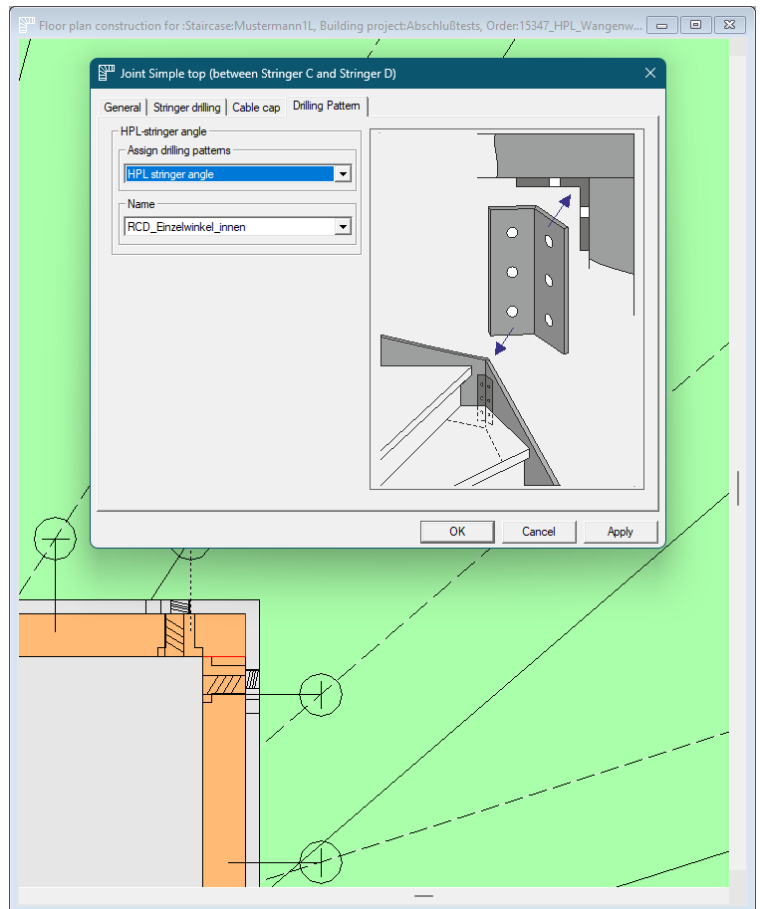 Floor plan construction for :Staircase:Mustermann1L, Building project:Abschlußtests, Order:15347_HPL_Wangenw...
Joint Simple top (between Stringer C and Stringer D)
General
Stringer drilling
Cable cap
Drilling Pattern
HPL-stringer angle
Assign drilling patterns
HPL stringer angle
Name
RCD_Einzelwinkel_innen
OK
Cancel
Apply